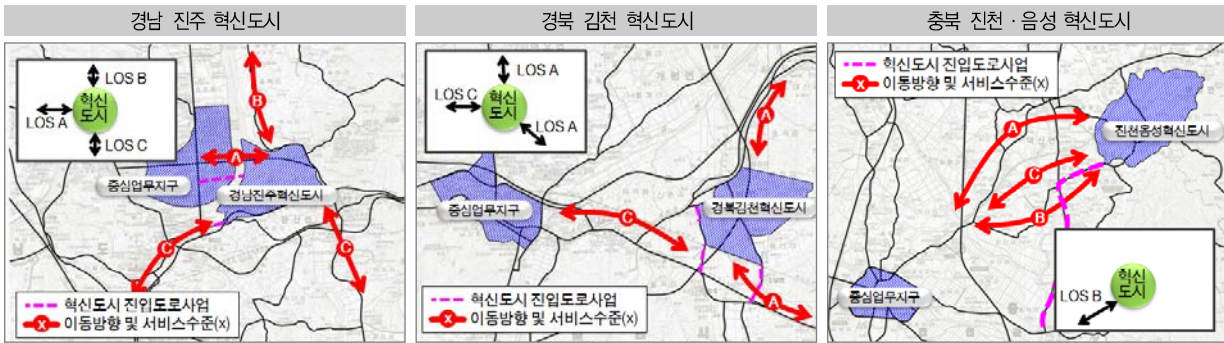 경남 진주 혁신도시
LOS B
혁신
도시
LOS A
LOS C
B
A
중심업무지구
경남진주혁신도시
C
C
혁신도시 진입도로사업
x 이동방향 및 서비스수준(x)
경북 김천 혁신도시
LOS A
LOS C
혁신
도시
LOS A
A
중심업무지구
경북김천혁신도시
C
A
혁신도시 진입도로사업
x 이동방향 및 서비스수준(x)
충북 진천·음성 혁신도시
혁신도시 진입도로사업
x 이동방향 및 서비스수준(x)
A
진천음성혁신도시
C
B
중심업무지구
혁신
도시
LOS B